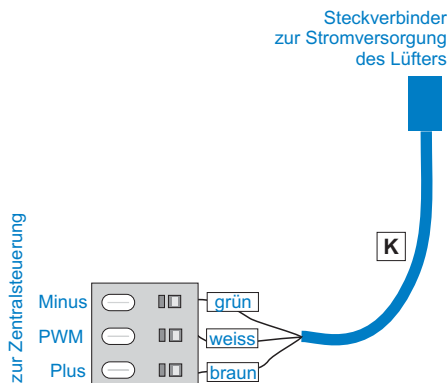 Steckverbinder
zur Stromversorgung
des Lüfters
K
zur Zentralsteuerung
Minus
grün
PWM
weiss
Plus
braun